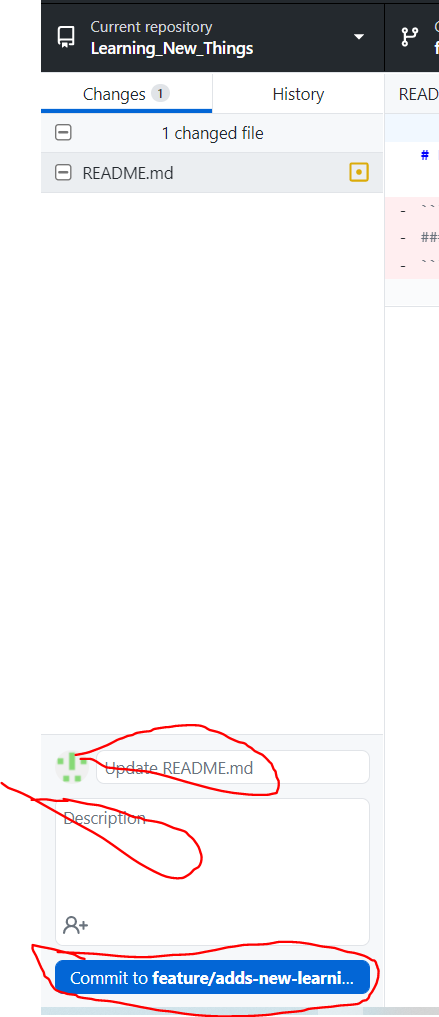 Current repository
Learning_New_Things
Changes 1
History
READ
1 changed file
README.md
# 
- ``
- ##
- ``
Update README.md
Description
Commit to feature/adds-new-learni...